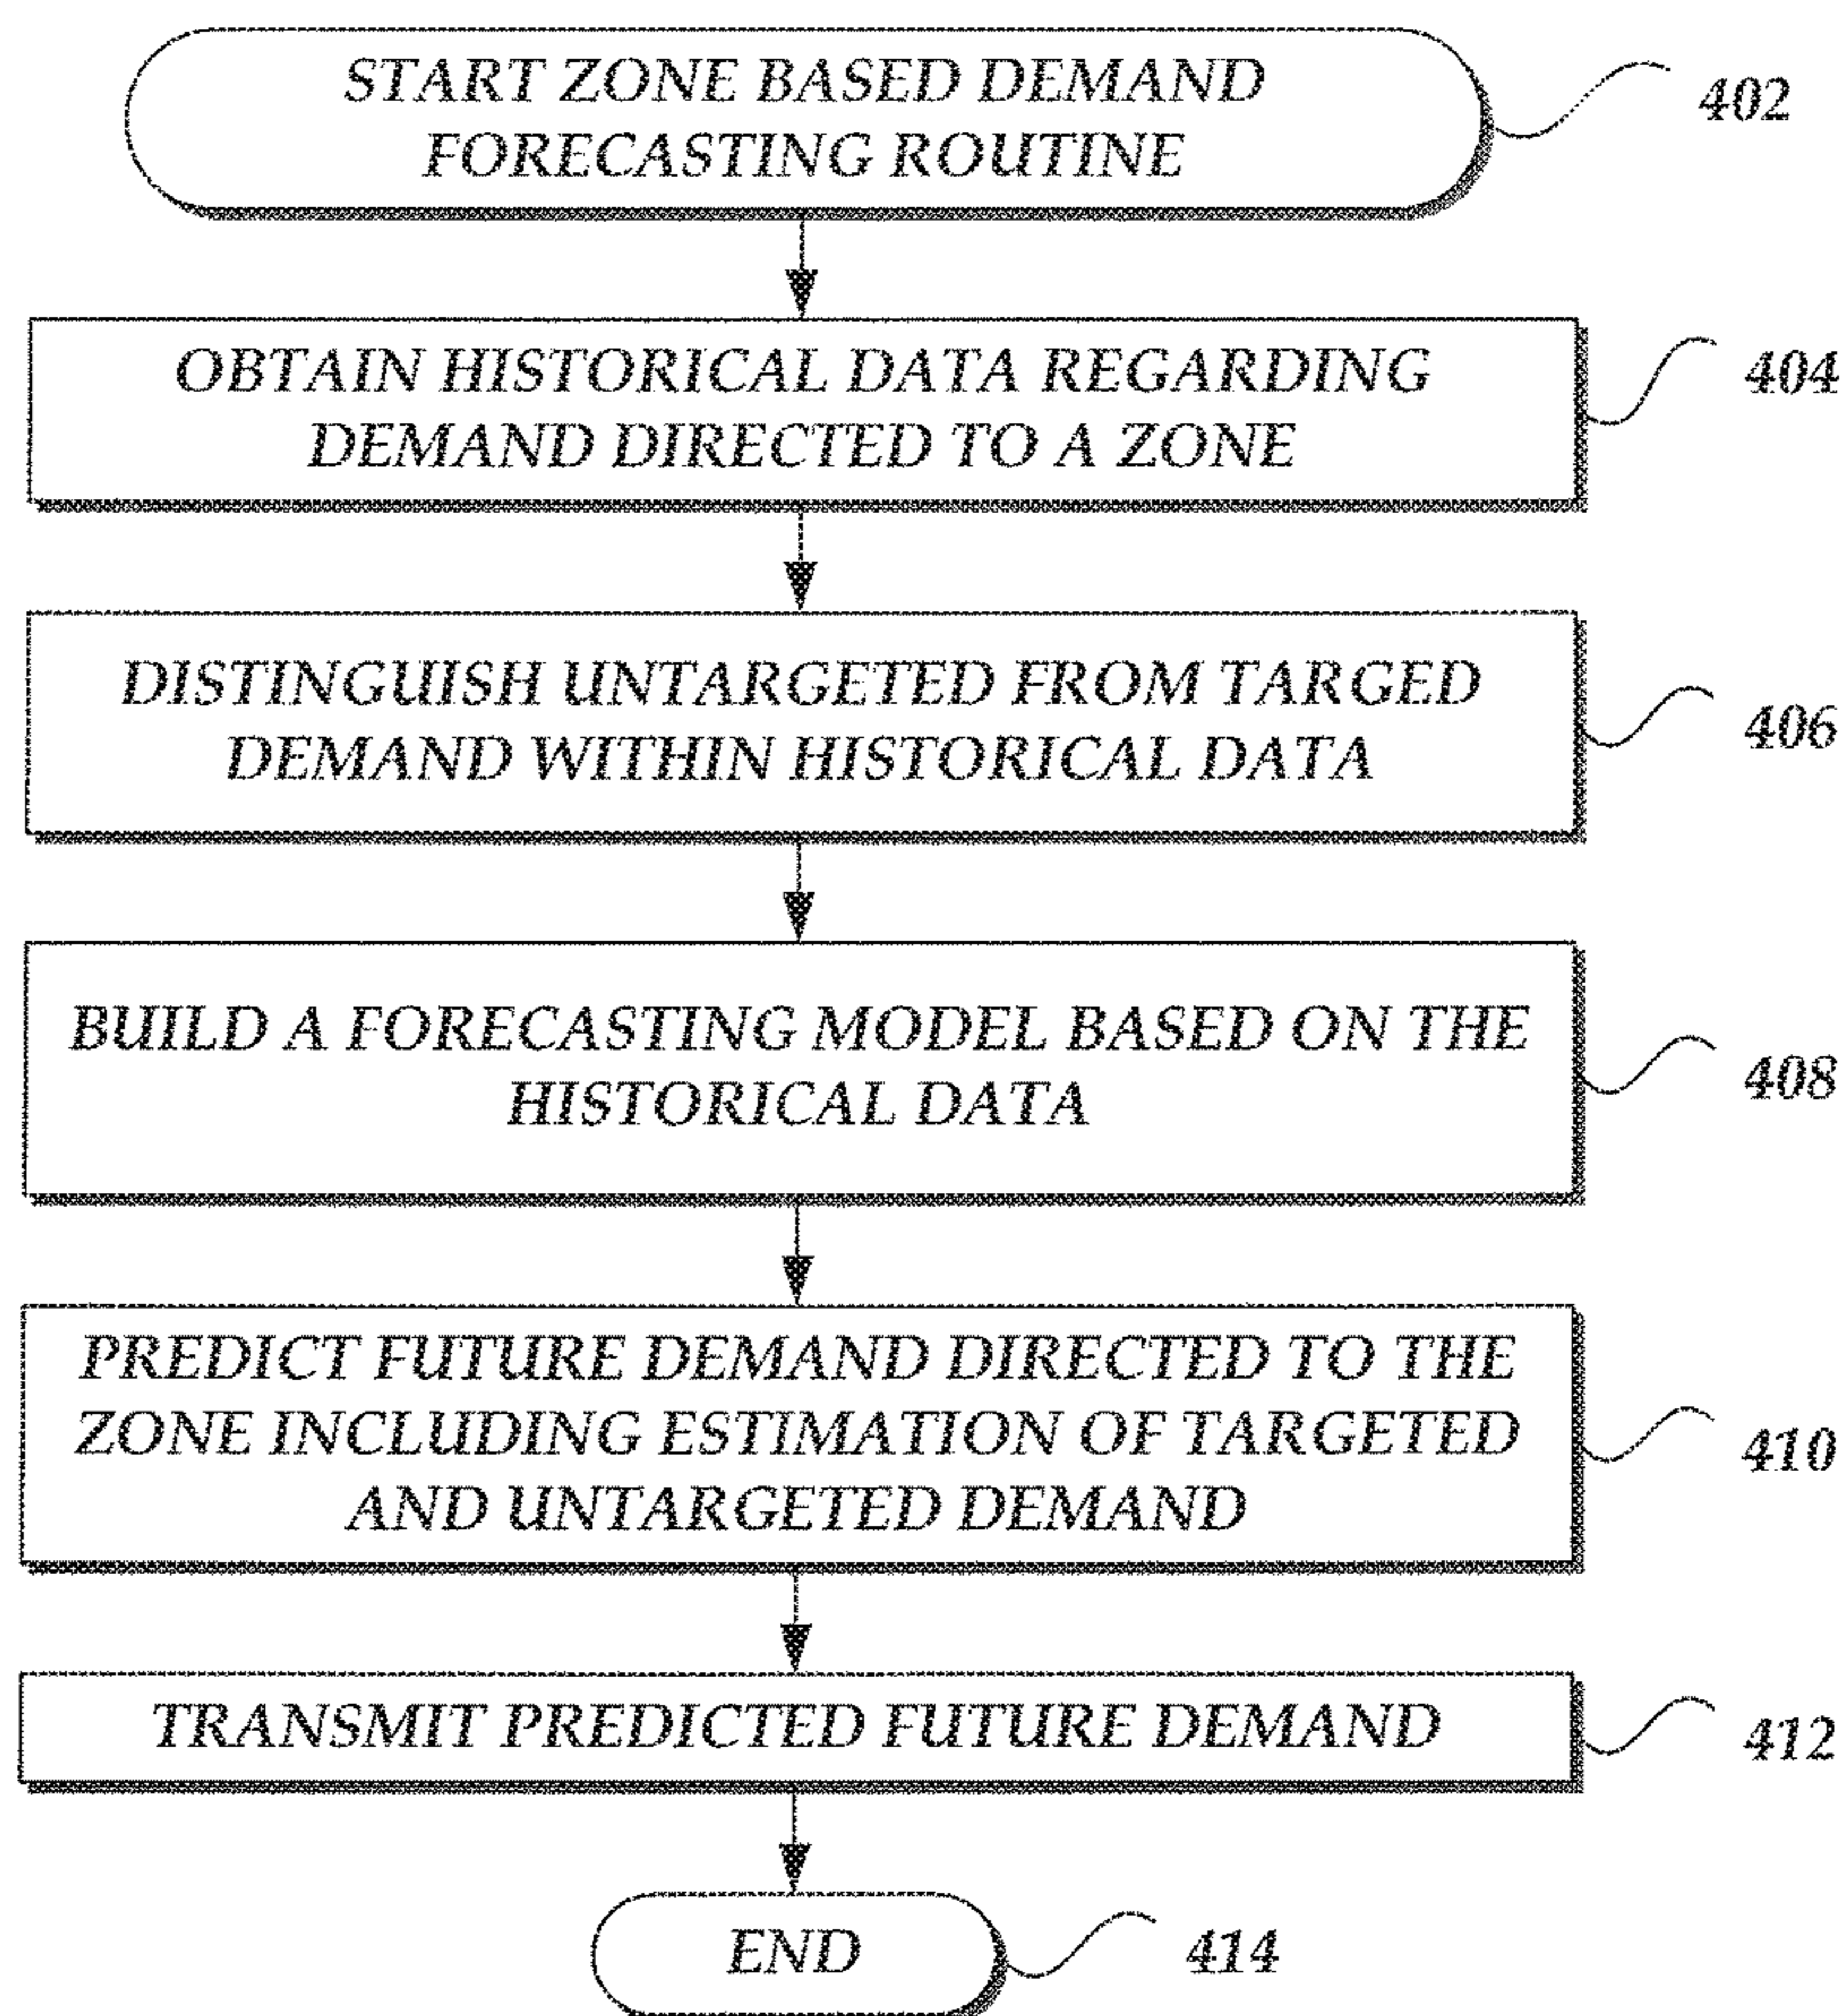 START ZONE BASED DEMAND
FORECASTING ROUTINE
402
OBTAIN HISTORICAL DATA REGARDING
DEMAND DIRECTED TO A ZONE
404
DISTINGUISH UNTARGETED FROM TARGED
DEMAND WITHIN HISTORICAL DATA
406
BUILD A FORECASTING MODEL BASED ON THE
HISTORICAL DATA
408
PREDICT FUTURE DEMAND DIRECTED TO THE
ZONE INCLUDING ESTIMATION OF TARGETED
AND UNTARGETED DEMAND
410
TRANSMIT PREDICTED FUTURE DEMAND
412
END
414